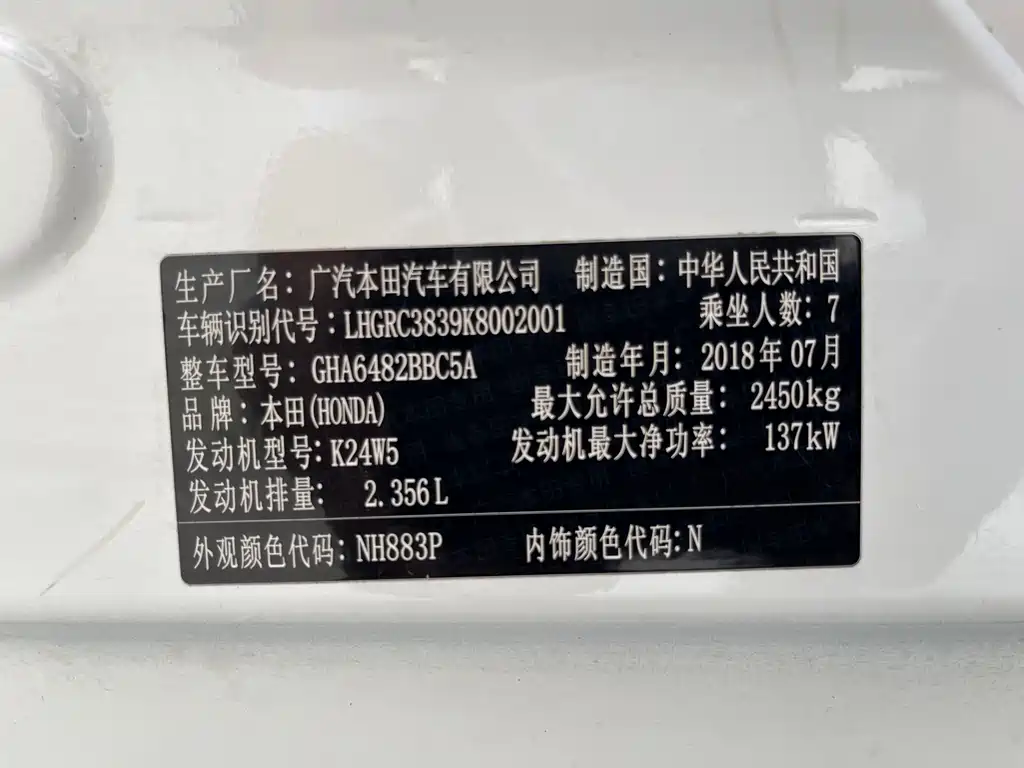 生产厂名：广汽本田汽车有限公司 制造国：中华人民共和国
车辆识别代号：LHGRC3839K8002001 乘坐人数：7
整车型号：GHA6482BBC5A 制造年月：2018年07月
品牌：本田(HONDA) 最大允许总质量：2450kg
发动机型号：K24W5 发动机最大净功率：137kW
发动机排量：2.356L
外观颜色代码：NH883P 内饰颜色代码：N